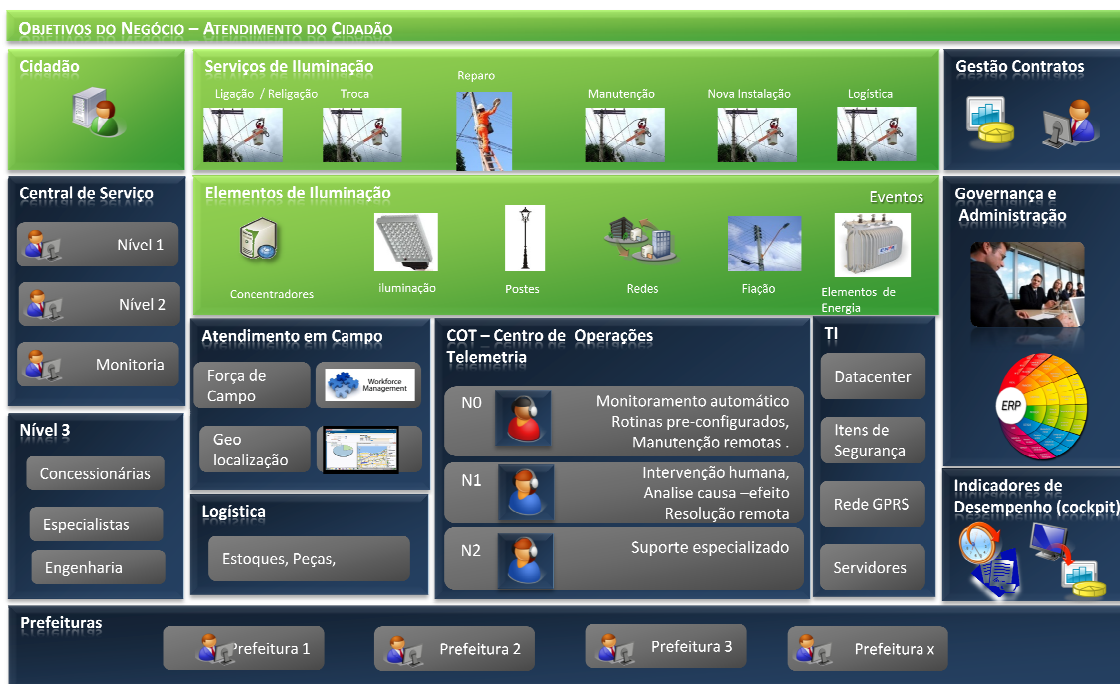 OBJETIVOS DO NEGÓCIO – ATENDIMENTO DO CIDADÃO
Cidadão
Serviços de Iluminação
Ligação / Religação
Troca
Reparo
Manutenção
Nova Instalação
Logística
Gestão Contratos
Central de Serviço
Nível 1
Nível 2
Monitoria
Elementos de Iluminação
Eventos
Concentradores
iluminação
Postes
Redes
Fiação
Elementos de
Energia
Governança e
Administração
ERP
Nível 3
Concessionárias
Especialistas
Engenharia
Atendimento em Campo
Força de
Campo
Workforce
Management
Geo
localização
Logística
Estoques, Peças,
COT – Centro de Operações
Telemetria
N0
Monitoramento automático
Rotinas pre-configurados,
Manutenção remotas .
N1
Intervenção humana,
Analise causa –efeito
Resolução remota
N2
Suporte especializado
TI
Datacenter
Itens de
Segurança
Rede GPRS
Servidores
Indicadores de
Desempenho (cockpit)
Prefeituras
Prefeitura 1
Prefeitura 2
Prefeitura 3
Prefeitura x